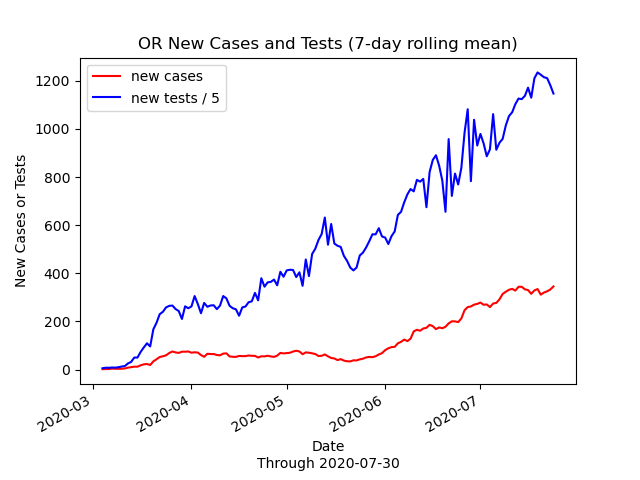 OR New Cases and Tests (7-day rolling mean)
new cases
new tests / 5
New Cases or Tests
1200
1000
800
600
400
200
0
2020-03
2020-04
2020-05
2020-06
2020-07
Date
Through 2020-07-30